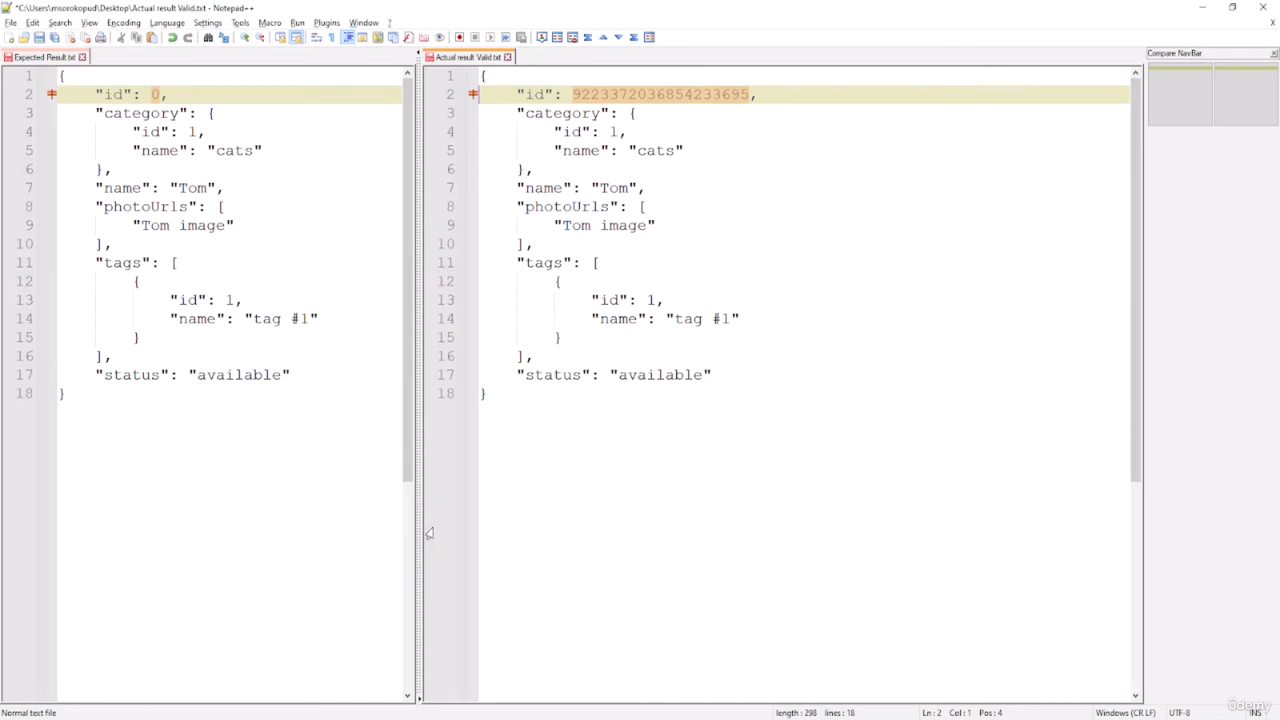 *C:\Users\msorokopud\Desktop\Actual result Valid.txt - Notepad++
File Edit Search View Encoding Language Settings Tools Macro Run Plugins Window X
Expected Result.txt
Actual result Valid.txt
Compare NavBar
1 {
2 "id": 0,
3 "category": {
4 "id": 1,
5 "name": "cats"
6 },
7 "name": "Tom",
8 "photoUrls": [
9 "Tom image"
10 ],
11 "tags": [
12 {
13 "id": 1,
14 "name": "tag #1"
15 }
16 ],
17 "status": "available"
18 }
1 {
2 "id": 9223372036854233695,
3 "category": {
4 "id": 1,
5 "name": "cats"
6 },
7 "name": "Tom",
8 "photoUrls": [
9 "Tom image"
10 ],
11 "tags": [
12 {
13 "id": 1,
14 "name": "tag #1"
15 }
16 ],
17 "status": "available"
18 }
Normal text file length : 298 lines : 18 Ln : 2 Col : 1 Pos : 4 Windows (CR LF) UTF-8 INS
ûdemy